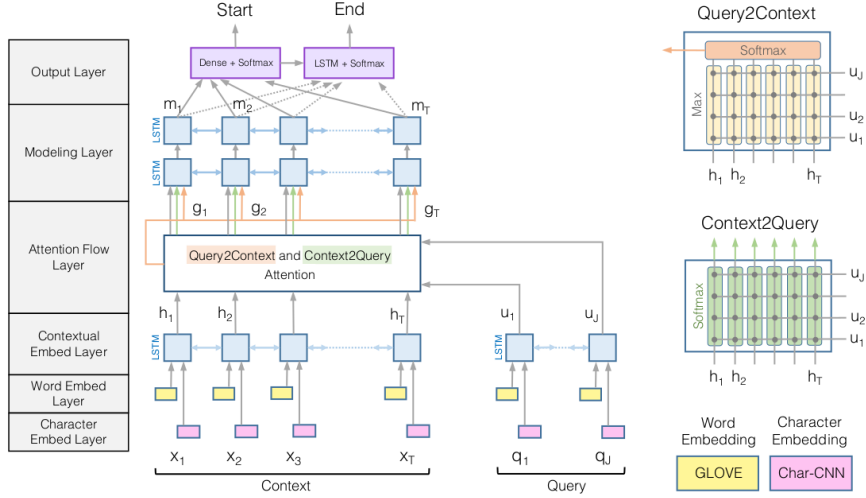 Start
End
Output Layer
Dense + Softmax
LSTM + Softmax
m1
m2
mT
Modeling Layer
LSTM
LSTM
g1
g2
gT
Attention Flow
Layer
Query2Context and Context2Query
Attention
h1
h2
hT
u1
uJ
Contextual
Embed Layer
LSTM
LSTM
Word Embed
Layer
Character
Embed Layer
x1
x2
x3
xT
q1
qJ
Context
Query
Query2Context
Softmax
Max
uJ
u2
u1
h1
h2
hT
Context2Query
Softmax
uJ
u2
u1
h1
h2
hT
Word
Embedding
Character
Embedding
GLOVE
Char-CNN